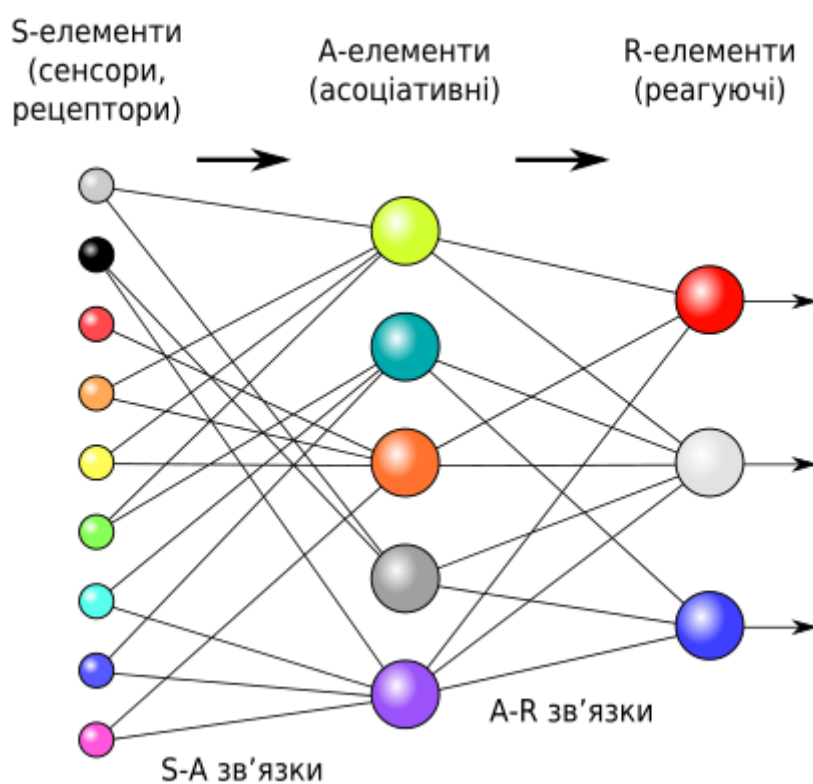 S-елементи
(сенсори,
рецептори)
A-елементи
(асоціативні)
R-елементи
(реагуючі)
S-A зв’язки
A-R зв’язки